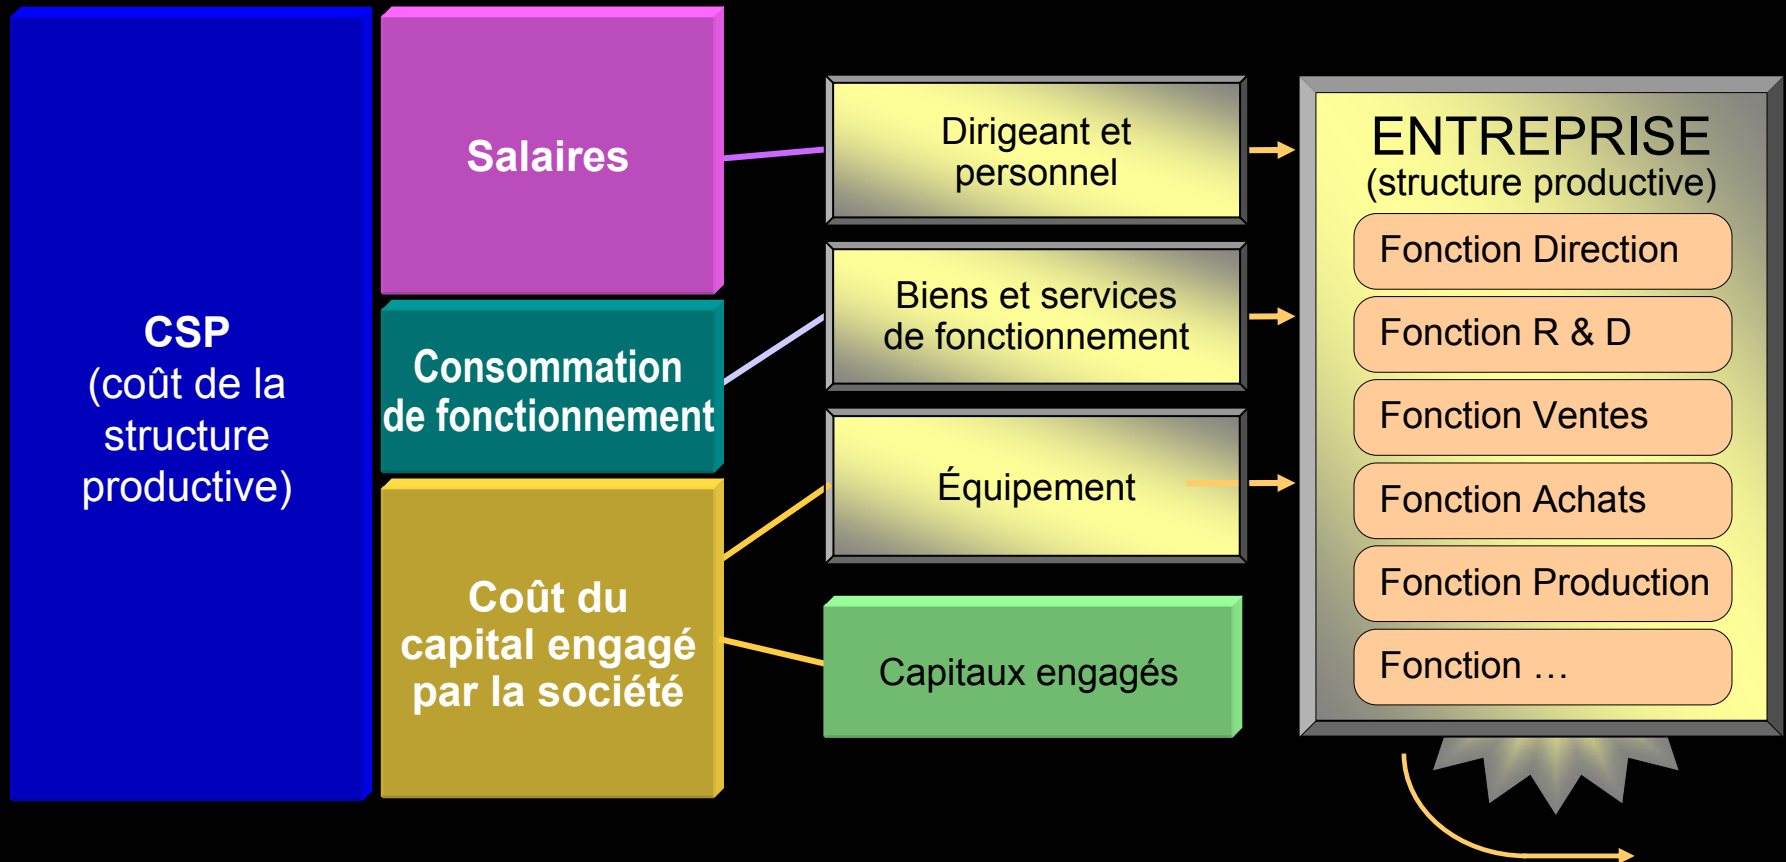 CSP
(coût de la
structure
productive)
Salaires
Consommation
de fonctionnement
Coût du
capital engagé
par la société
Dirigeant et
personnel
Biens et services
de fonctionnement
Équipement
Capitaux engagés
ENTREPRISE
(structure productive)
Fonction Direction
Fonction R & D
Fonction Ventes
Fonction Achats
Fonction Production
Fonction …